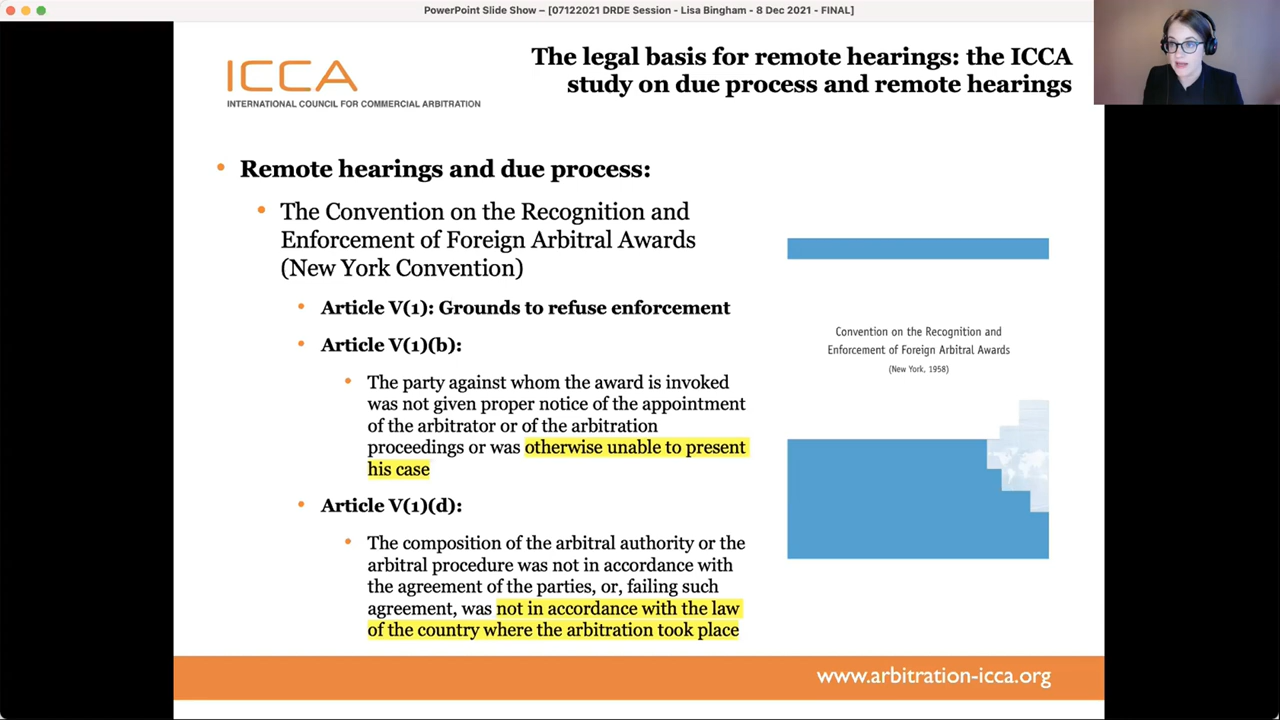 PowerPoint Slide Show – [07122021 DRDE Session - Lisa Bingham - 8 Dec 2021 - FINAL]
ICCA
INTERNATIONAL COUNCIL FOR COMMERCIAL ARBITRATION
The legal basis for remote hearings: the ICCA
study on due process and remote hearings
• Remote hearings and due process:
• The Convention on the Recognition and
Enforcement of Foreign Arbitral Awards
(New York Convention)
• Article V(1): Grounds to refuse enforcement
• Article V(1)(b):
• The party against whom the award is invoked
was not given proper notice of the appointment
of the arbitrator or of the arbitration
proceedings or was otherwise unable to present
his case
• Article V(1)(d):
• The composition of the arbitral authority or the
arbitral procedure was not in accordance with
the agreement of the parties, or, failing such
agreement, was not in accordance with the law
of the country where the arbitration took place
Convention on the Recognition and
Enforcement of Foreign Arbitral Awards
(New York, 1958)
www.arbitration-icca.org